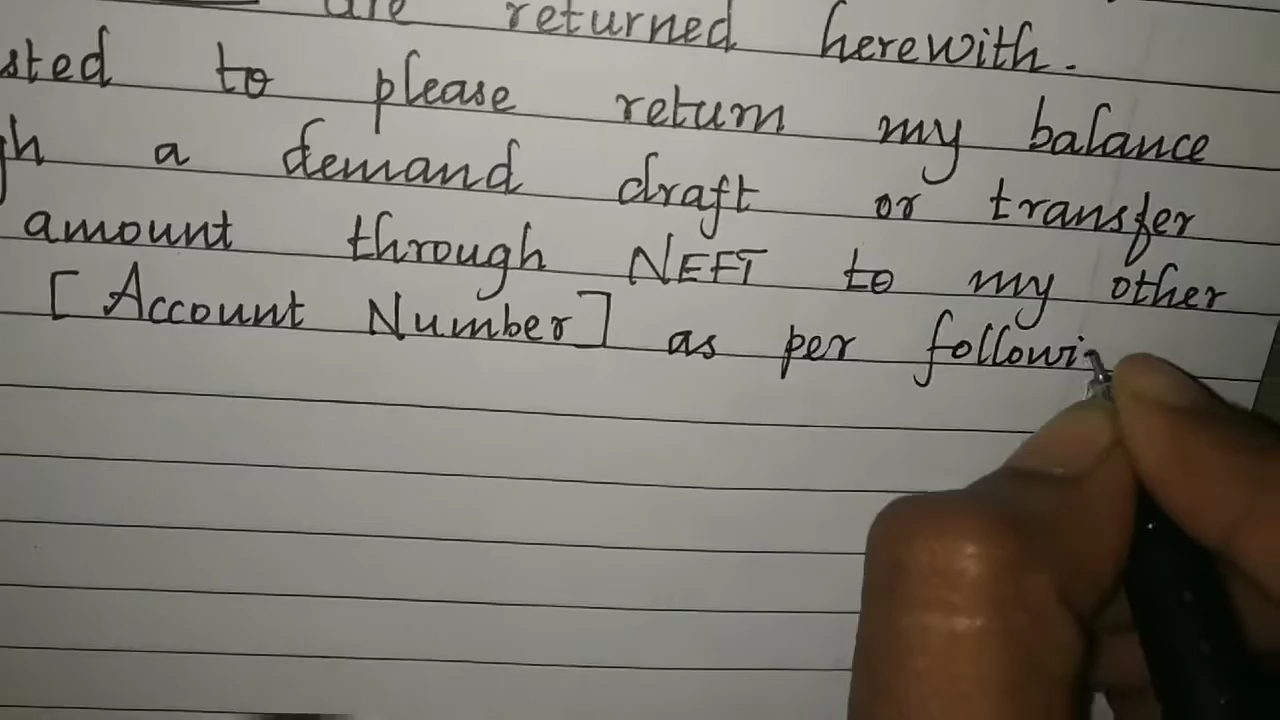 are returned herewith.
sted to please return my balance
gh a demand draft or transfer
amount through NEFT to my other
[Account Number] as per followi